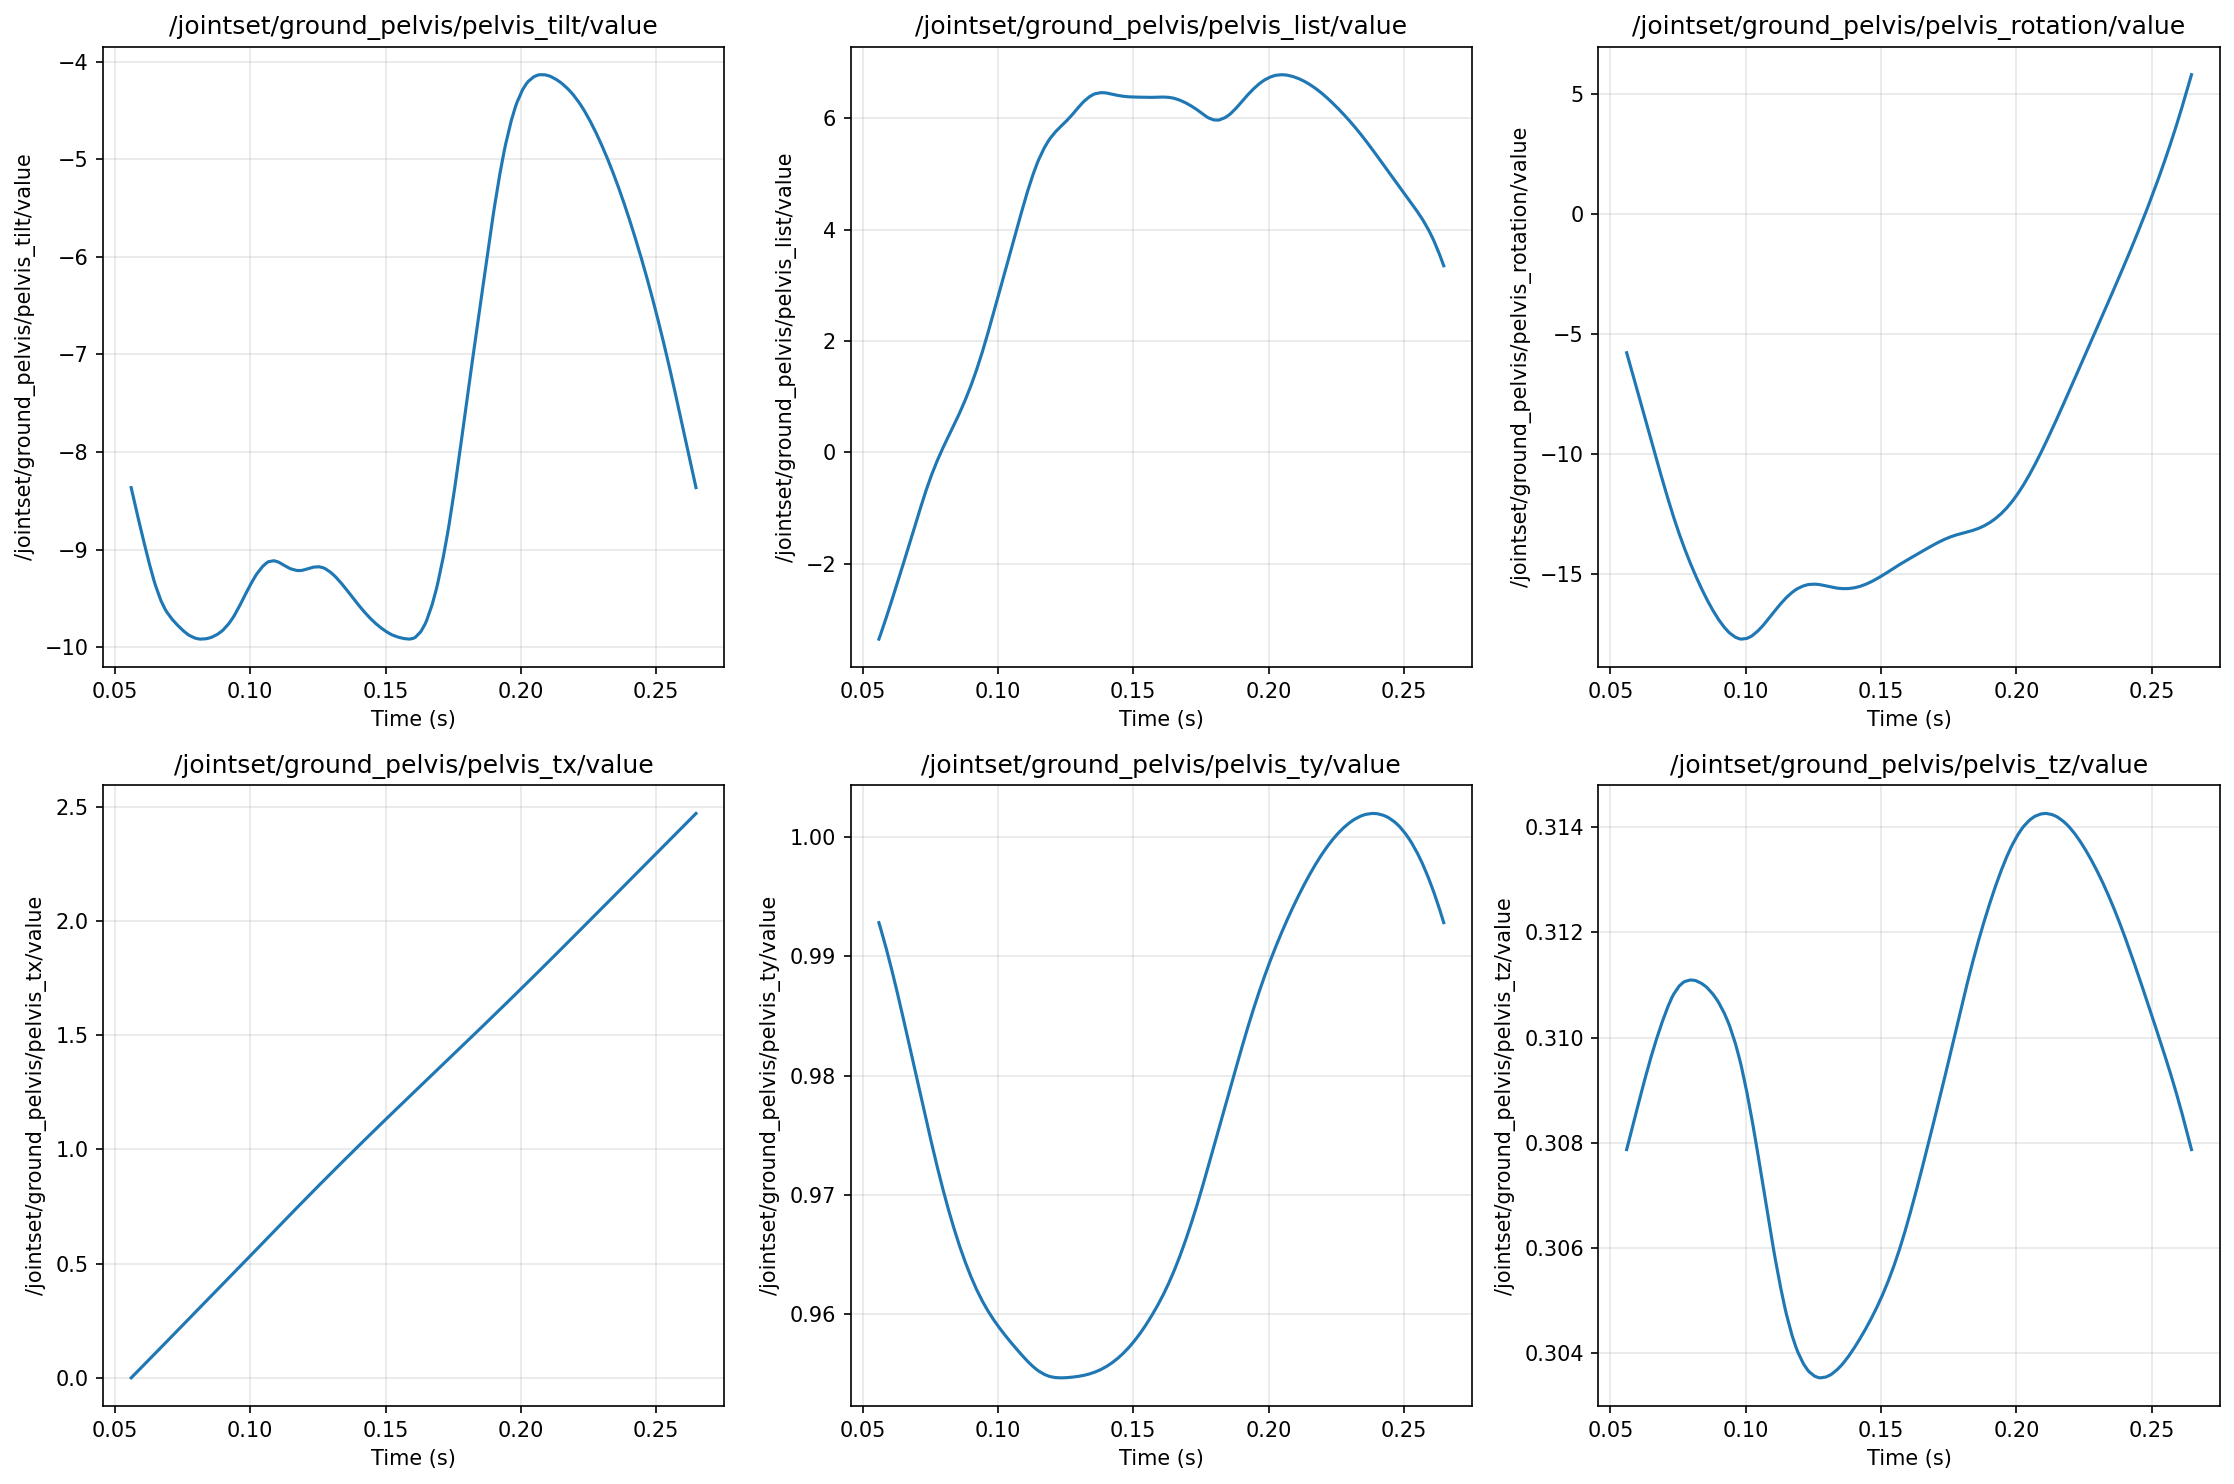 /jointset/ground_pelvis/pelvis_tilt/value
/jointset/ground_pelvis/pelvis_tilt/value
−4
−5
−6
−7
−8
−9
−10
0.05 0.10 0.15 0.20 0.25
Time (s)
/jointset/ground_pelvis/pelvis_list/value
/jointset/ground_pelvis/pelvis_list/value
6
4
2
0
−2
0.05 0.10 0.15 0.20 0.25
Time (s)
/jointset/ground_pelvis/pelvis_rotation/value
/jointset/ground_pelvis/pelvis_rotation/value
5
0
−5
−10
−15
0.05 0.10 0.15 0.20 0.25
Time (s)
/jointset/ground_pelvis/pelvis_tx/value
/jointset/ground_pelvis/pelvis_tx/value
2.5
2.0
1.5
1.0
0.5
0.0
0.05 0.10 0.15 0.20 0.25
Time (s)
/jointset/ground_pelvis/pelvis_ty/value
/jointset/ground_pelvis/pelvis_ty/value
1.00
0.99
0.98
0.97
0.96
0.05 0.10 0.15 0.20 0.25
Time (s)
/jointset/ground_pelvis/pelvis_tz/value
/jointset/ground_pelvis/pelvis_tz/value
0.314
0.312
0.310
0.308
0.306
0.304
0.05 0.10 0.15 0.20 0.25
Time (s)